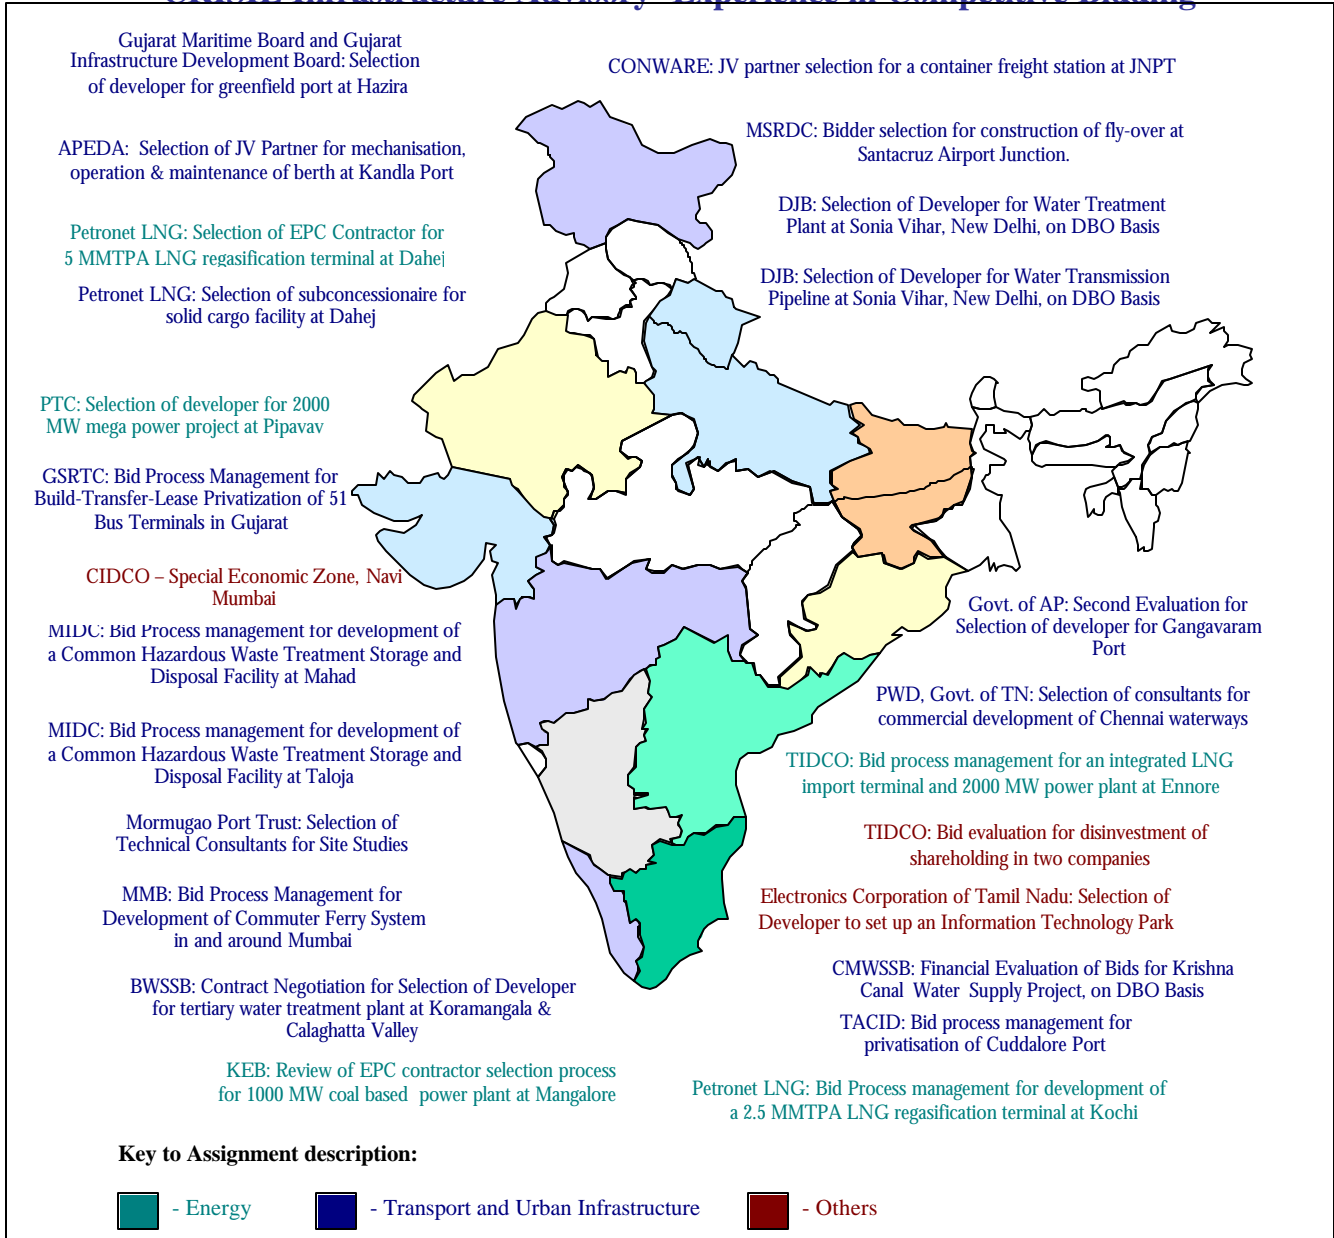 CRISIL Infrastructure Advisory- Experience in Competitive Bidding
Gujarat Maritime Board and Gujarat
Infrastructure Development Board: Selection
of developer for greenfield port at Hazira
CONWARE: JV partner selection for a container freight station at JNPT
APEDA: Selection of JV Partner for mechanisation,
operation & maintenance of berth at Kandla Port
MSRDC: Bidder selection for construction of fly-over at
Santacruz Airport Junction.
Petronet LNG: Selection of EPC Contractor for
5 MMTPA LNG regasification terminal at Dahej
DJB: Selection of Developer for Water Treatment
Plant at Sonia Vihar, New Delhi, on DBO Basis
Petronet LNG: Selection of subconcessionaire for
solid cargo facility at Dahej
DJB: Selection of Developer for Water Transmission
Pipeline at Sonia Vihar, New Delhi, on DBO Basis
PTC: Selection of developer for 2000
MW mega power project at Pipavav
GSRTC: Bid Process Management for
Build-Transfer-Lease Privatization of 51
Bus Terminals in Gujarat
CIDCO – Special Economic Zone, Navi
Mumbai
MIDC: Bid Process management for development of
a Common Hazardous Waste Treatment Storage and
Disposal Facility at Mahad
MIDC: Bid Process management for development of
a Common Hazardous Waste Treatment Storage and
Disposal Facility at Taloja
Mormugao Port Trust: Selection of
Technical Consultants for Site Studies
MMB: Bid Process Management for
Development of Commuter Ferry System
in and around Mumbai
BWSSB: Contract Negotiation for Selection of Developer
for tertiary water treatment plant at Koramangala &
Calaghatta Valley
KEB: Review of EPC contractor selection process
for 1000 MW coal based power plant at Mangalore
Govt. of AP: Second Evaluation for
Selection of developer for Gangavaram
Port
PWD, Govt. of TN: Selection of consultants for
commercial development of Chennai waterways
TIDCO: Bid process management for an integrated LNG
import terminal and 2000 MW power plant at Ennore
TIDCO: Bid evaluation for disinvestment of
shareholding in two companies
Electronics Corporation of Tamil Nadu: Selection of
Developer to set up an Information Technology Park
CMWSSB: Financial Evaluation of Bids for Krishna
Canal Water Supply Project, on DBO Basis
TACID: Bid process management for
privatisation of Cuddalore Port
Petronet LNG: Bid Process management for development of
a 2.5 MMTPA LNG regasification terminal at Kochi
Key to Assignment description:
- Energy
- Transport and Urban Infrastructure
- Others